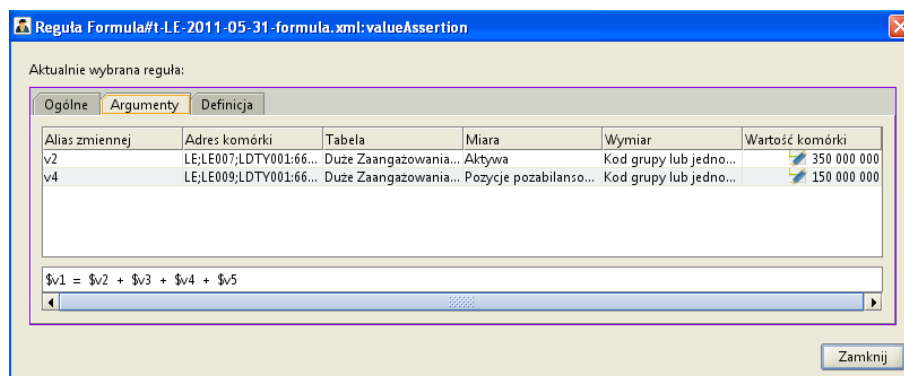 Reguła Formula#t-LE-2011-05-31-formula.xml:valueAssertion
Aktualnie wybrana reguła:
Ogólne Argumenty Definicja
Alias zmiennej Adres komórki Tabela Miara Wymiar Wartość komórki
v2 LE;LE007;LDTY001:66... Duże Zaangażowania... Aktywa Kod grupy lub jedno... 350 000 000
v4 LE;LE009;LDTY001:66... Duże Zaangażowania... Pozycje pozabilanso... Kod grupy lub jedno... 150 000 000
$v1 = $v2 + $v3 + $v4 + $v5
Zamknij